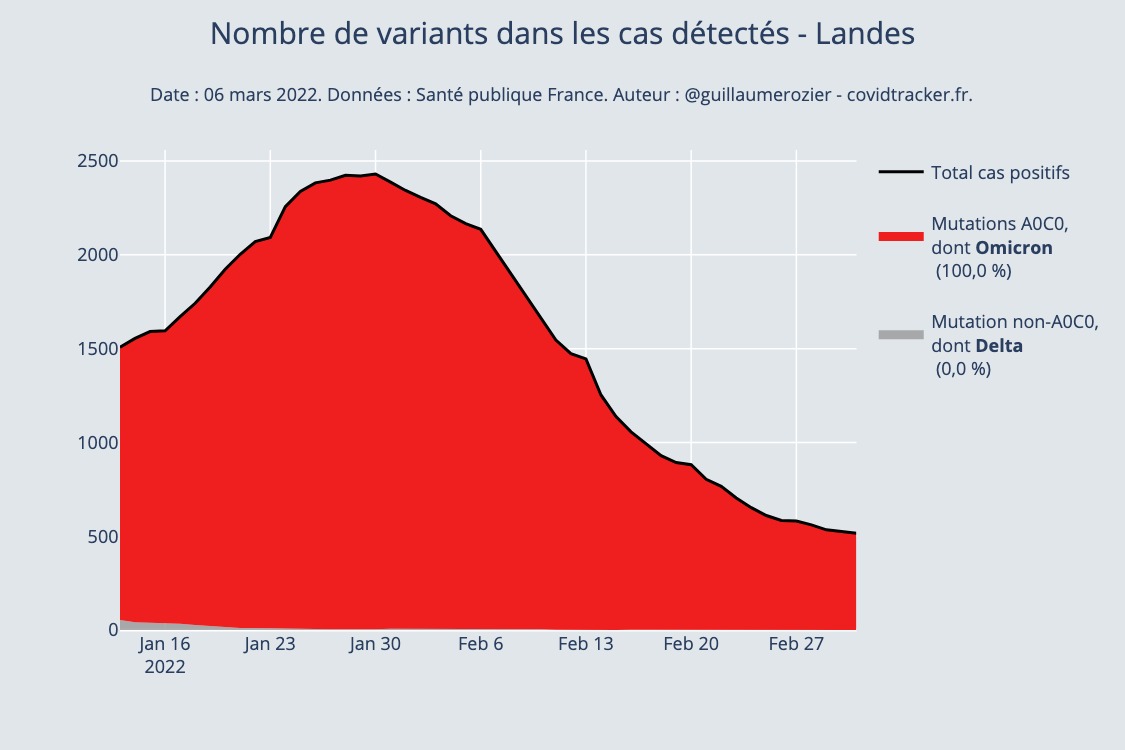 Nombre de variants dans les cas détectés - Landes
Date : 06 mars 2022. Données : Santé publique France. Auteur : @guillaumerozier - covidtracker.fr.
2500
2000
1500
1000
500
0
Jan 16
2022
Jan 23
Jan 30
Feb 6
Feb 13
Feb 20
Feb 27
Total cas positifs
Mutations A0C0,
dont Omicron
(100,0 %)
Mutation non-A0C0,
dont Delta
(0,0 %)